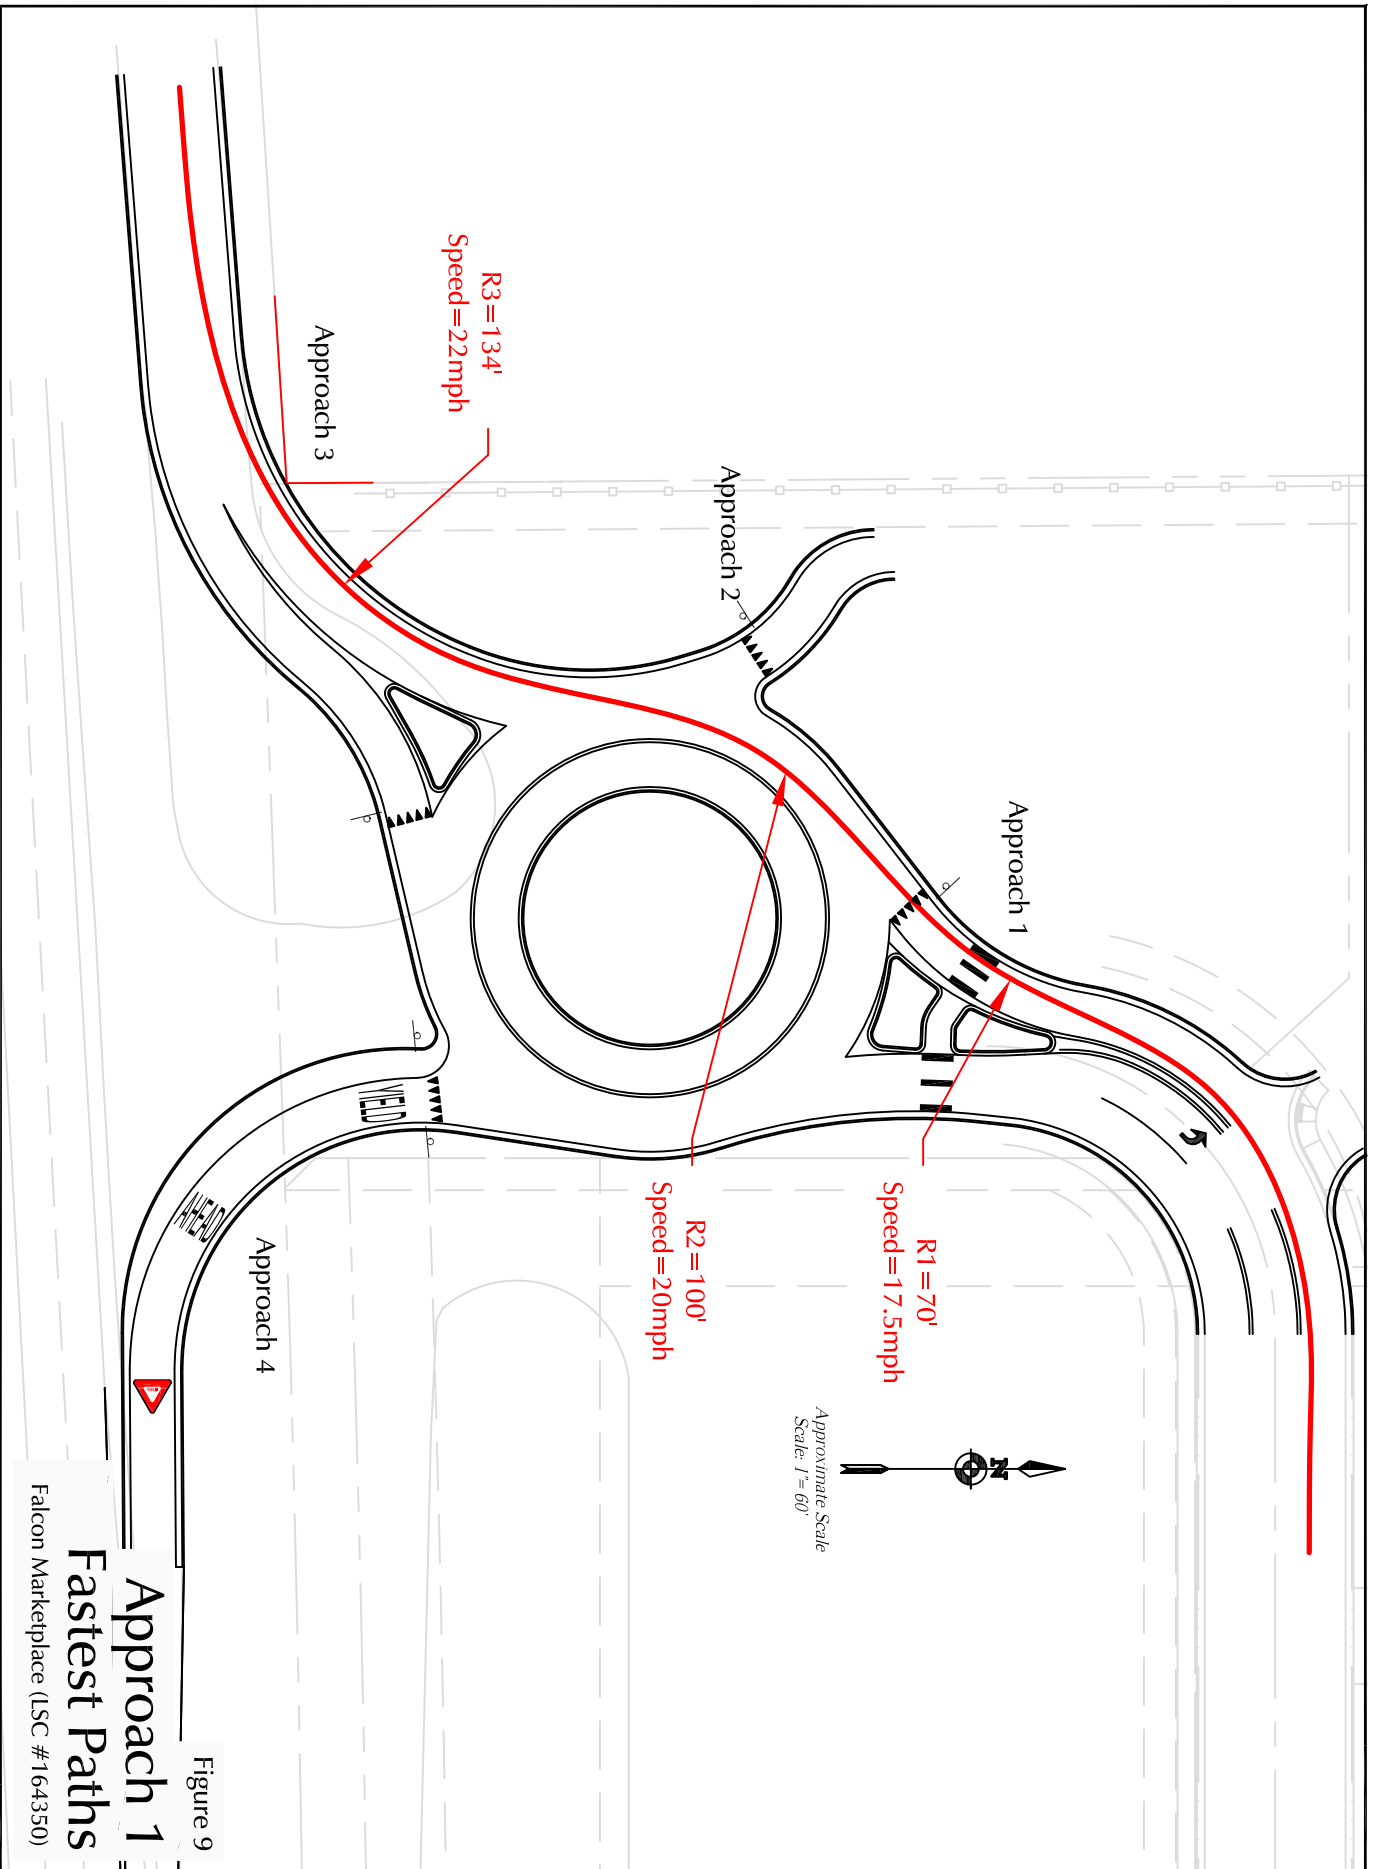 Approach 1
Approach 2
Approach 3
Approach 4
R1=70'
Speed=17.5mph
R2=100'
Speed=20mph
R3=134'
Speed=22mph
YIELD
AHEAD
YIELD
N
Approximate Scale
Scale: 1"= 60'
Figure 9
Approach 1
Fastest Paths
Falcon Marketplace (LSC #164350)